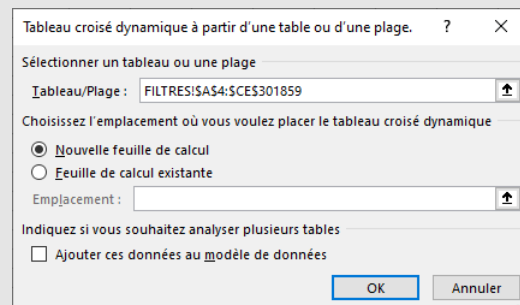 Tableau croisé dynamique à partir d'une table ou d'une plage. ? ×
Sélectionner un tableau ou une plage
Tableau/Plage : FILTRES!$A$4:$CE$301859
Choisissez l'emplacement où vous voulez placer le tableau croisé dynamique
Nouvelle feuille de calcul
Feuille de calcul existante
Emplacement :
Indiquez si vous souhaitez analyser plusieurs tables
Ajouter ces données au modèle de données
OK Annuler